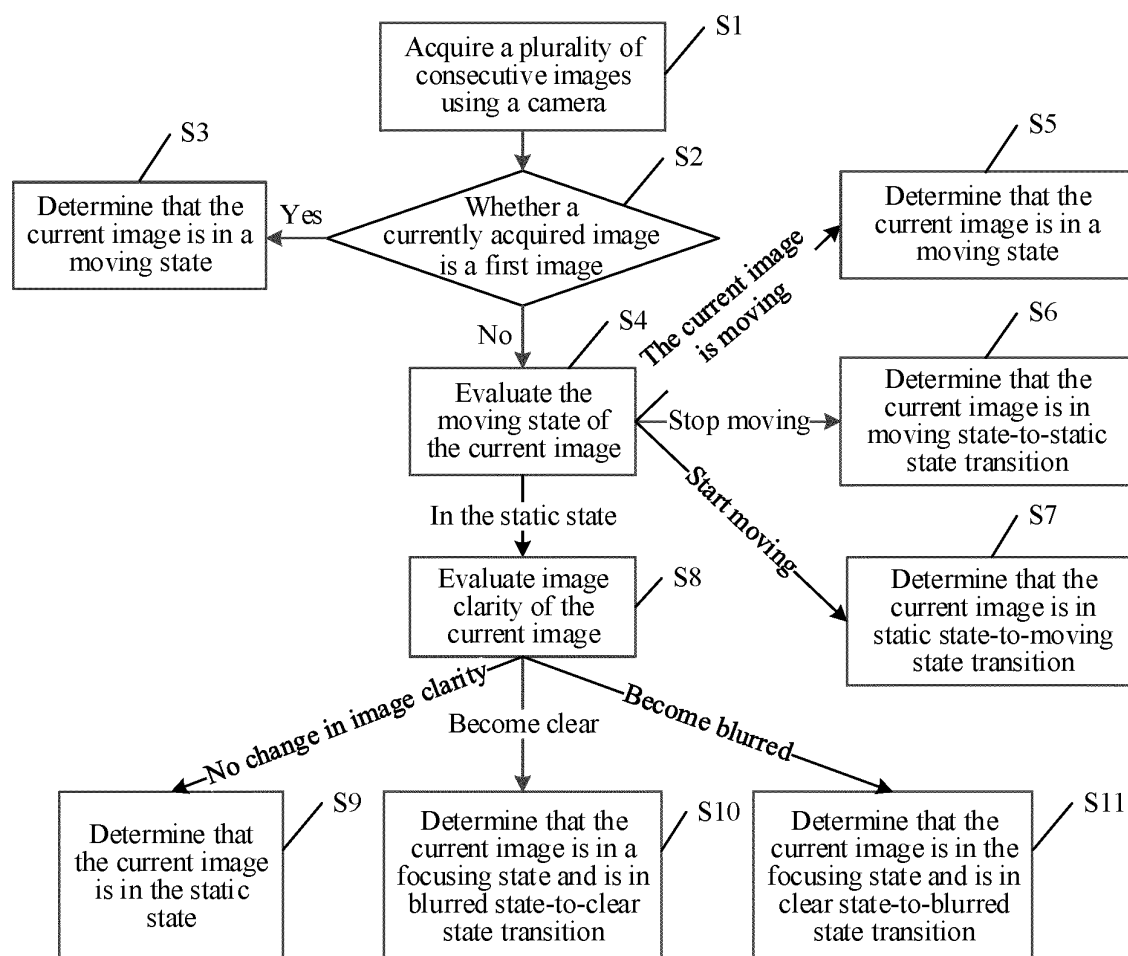 S1
Acquire a plurality of
consecutive images
using a camera
S3
S2
S5
Determine that the
current image is in a
moving state
Yes
Whether a
currently acquired image
is a first image
The current image
is moving
Determine that the
current image is in a
moving state
No
S4
S6
Evaluate the
moving state of
the current image
Stop moving
Determine that the
current image is in
moving state-to-static
state transition
In the static state
Start moving
S7
Evaluate image
clarity of the
current image
S8
Determine that the
current image is in
static state-to-moving
state transition
No change in image clarity
Become clear
Become blurred
S9
S10
S11
Determine that
the current image
is in the static
state
Determine that the
current image is in a
focusing state and is in
blurred state-to-clear
state transition
Determine that the
current image is in the
focusing state and is in
clear state-to-blurred
state transition